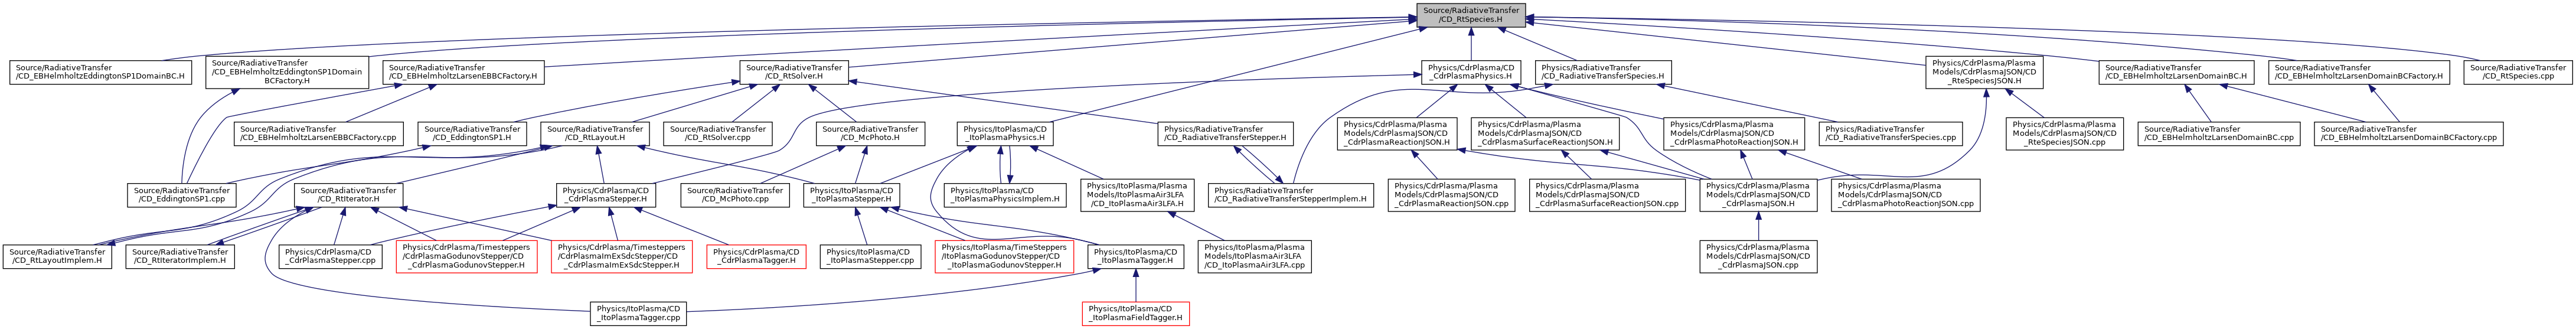 Source/RadiativeTransfer
/CD_RtSpecies.H
Source/RadiativeTransfer
/CD_EBHelmholtzEddingtonSP1DomainBC.H
Source/RadiativeTransfer
/CD_EBHelmholtzEddingtonSP1Domain
BCFactory.H
Source/RadiativeTransfer
/CD_EBHelmholtzLarsenEBBCFactory.H
Source/RadiativeTransfer
/CD_RtSolver.H
Physics/CdrPlasma/CD
_CdrPlasmaPhysics.H
Physics/RadiativeTransfer
/CD_RadiativeTransferSpecies.H
Physics/CdrPlasma/Plasma
Models/CdrPlasmaJSON/CD
_RteSpeciesJSON.H
Source/RadiativeTransfer
/CD_EBHelmholtzLarsenDomainBC.H
Source/RadiativeTransfer
/CD_EBHelmholtzLarsenDomainBCFactory.H
Source/RadiativeTransfer
/CD_RtSpecies.cpp
Source/RadiativeTransfer
/CD_EBHelmholtzLarsenEBBCFactory.cpp
Source/RadiativeTransfer
/CD_EddingtonSP1.H
Source/RadiativeTransfer
/CD_RtLayout.H
Source/RadiativeTransfer
/CD_RtSolver.cpp
Source/RadiativeTransfer
/CD_McPhoto.H
Physics/ItoPlasma/CD
_ItoPlasmaPhysics.H
Physics/RadiativeTransfer
/CD_RadiativeTransferStepper.H
Physics/CdrPlasma/Plasma
Models/CdrPlasmaJSON/CD
_CdrPlasmaReactionJSON.H
Physics/CdrPlasma/Plasma
Models/CdrPlasmaJSON/CD
_CdrPlasmaSurfaceReactionJSON.H
Physics/CdrPlasma/Plasma
Models/CdrPlasmaJSON/CD
_CdrPlasmaPhotoReactionJSON.H
Physics/RadiativeTransfer
/CD_RadiativeTransferSpecies.cpp
Physics/CdrPlasma/Plasma
Models/CdrPlasmaJSON/CD
_RteSpeciesJSON.cpp
Source/RadiativeTransfer
/CD_EBHelmholtzLarsenDomainBC.cpp
Source/RadiativeTransfer
/CD_EBHelmholtzLarsenDomainBCFactory.cpp
Source/RadiativeTransfer
/CD_EddingtonSP1.cpp
Source/RadiativeTransfer
/CD_RtIterator.H
Physics/CdrPlasma/CD
_CdrPlasmaStepper.H
Source/RadiativeTransfer
/CD_McPhoto.cpp
Physics/ItoPlasma/CD
_ItoPlasmaStepper.H
Physics/ItoPlasma/CD
_ItoPlasmaPhysicsImplem.H
Physics/ItoPlasma/Plasma
Models/ItoPlasmaAir3LFA
/CD_ItoPlasmaAir3LFA.H
Physics/RadiativeTransfer
/CD_RadiativeTransferStepperImplem.H
Physics/CdrPlasma/Plasma
Models/CdrPlasmaJSON/CD
_CdrPlasmaReactionJSON.cpp
Physics/CdrPlasma/Plasma
Models/CdrPlasmaJSON/CD
_CdrPlasmaSurfaceReactionJSON.cpp
Physics/CdrPlasma/Plasma
Models/CdrPlasmaJSON/CD
_CdrPlasmaJSON.H
Physics/CdrPlasma/Plasma
Models/CdrPlasmaJSON/CD
_CdrPlasmaPhotoReactionJSON.cpp
Source/RadiativeTransfer
/CD_RtLayoutImplem.H
Source/RadiativeTransfer
/CD_RtIteratorImplem.H
Physics/CdrPlasma/CD
_CdrPlasmaStepper.cpp
Physics/CdrPlasma/Timesteppers
/CdrPlasmaGodunovStepper/CD
_CdrPlasmaGodunovStepper.H
Physics/CdrPlasma/Timesteppers
/CdrPlasmaImExSdcStepper/CD
_CdrPlasmaImExSdcStepper.H
Physics/CdrPlasma/CD
_CdrPlasmaTagger.H
Physics/ItoPlasma/CD
_ItoPlasmaStepper.cpp
Physics/ItoPlasma/TimeSteppers
/ItoPlasmaGodunovStepper/CD
_ItoPlasmaGodunovStepper.H
Physics/ItoPlasma/CD
_ItoPlasmaTagger.H
Physics/ItoPlasma/Plasma
Models/ItoPlasmaAir3LFA
/CD_ItoPlasmaAir3LFA.cpp
Physics/CdrPlasma/Plasma
Models/CdrPlasmaJSON/CD
_CdrPlasmaJSON.cpp
Physics/ItoPlasma/CD
_ItoPlasmaTagger.cpp
Physics/ItoPlasma/CD
_ItoPlasmaFieldTagger.H